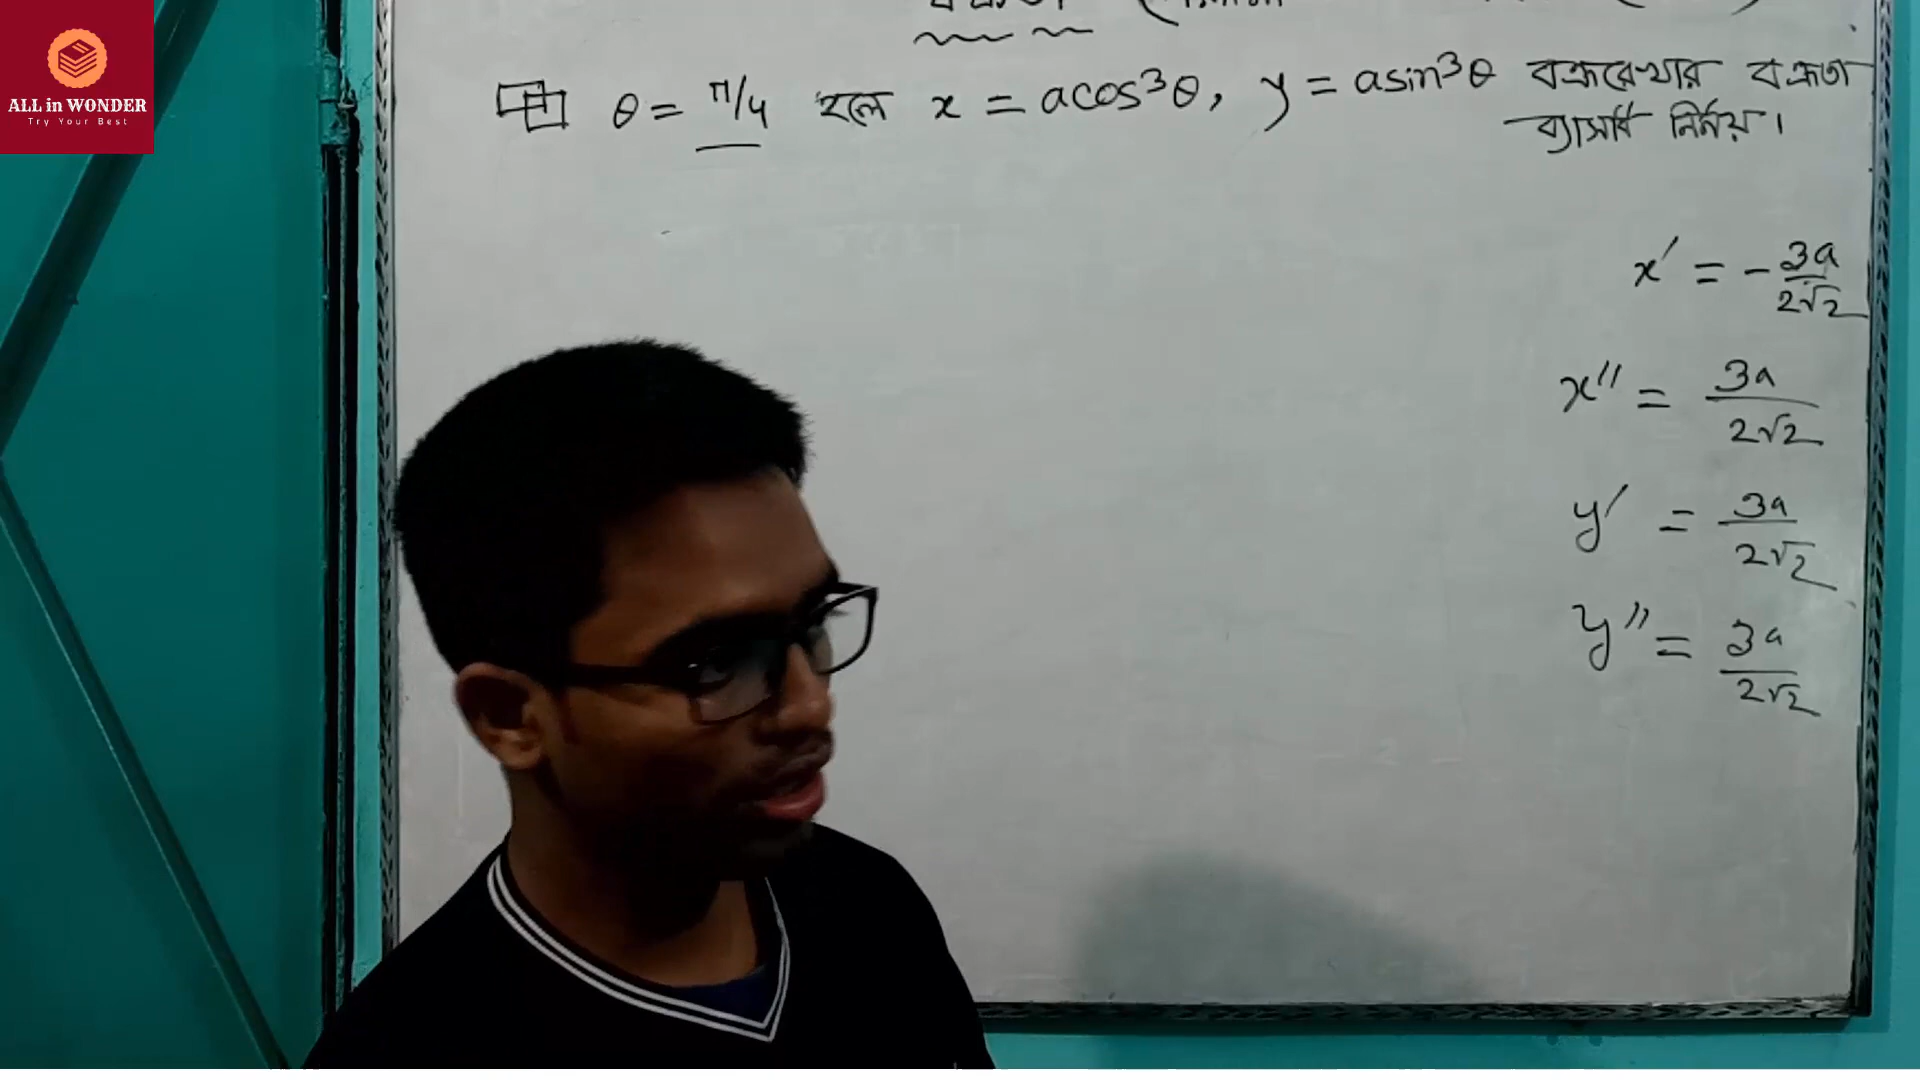 ALL in WONDER
Try Your Best
θ = π/4 হলে x = acos³θ, y = asin³θ বক্ররেখার বক্রতা
ব্যাসার্ধ নির্নয়।
x′ = - 3a/2√2
x″ = 3a/2√2
y′ = 3a/2√2
y″ = 3a/2√2